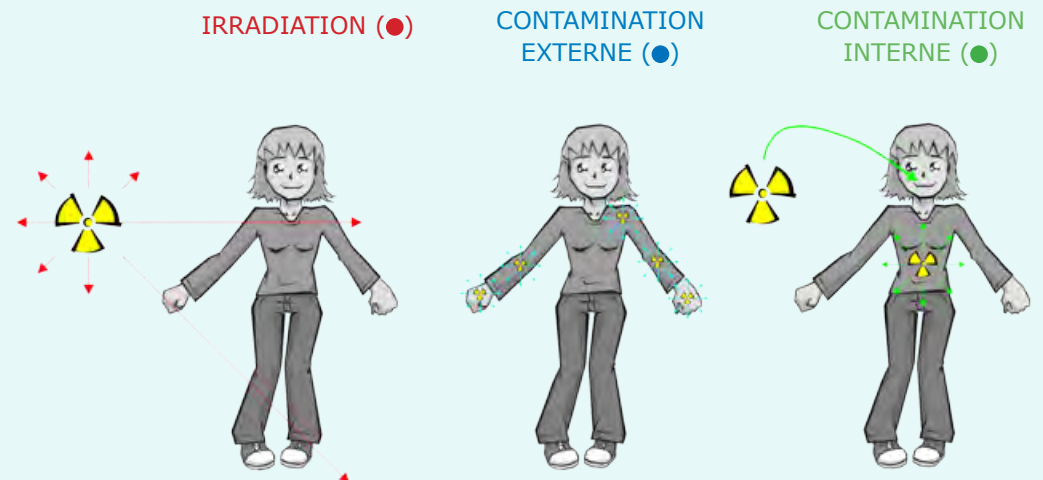 IRRADIATION (●)
CONTAMINATION
EXTERNE (●)
CONTAMINATION
INTERNE (●)